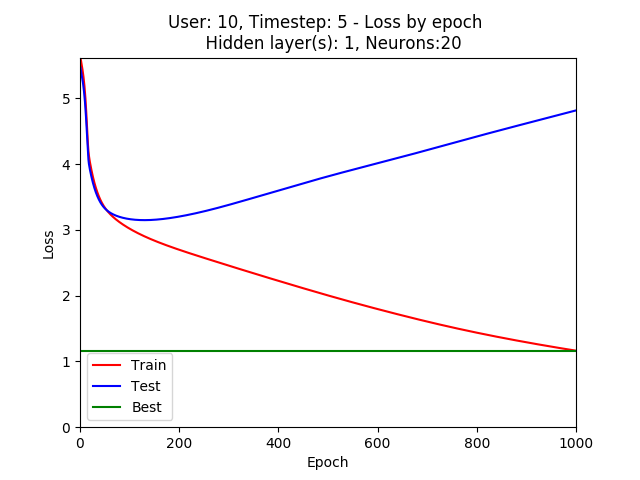 User: 10, Timestep: 5 - Loss by epoch
Hidden layer(s): 1, Neurons:20
Loss
5
4
3
2
1
0
Train
Test
Best
0 200 400 600 800 1000
Epoch